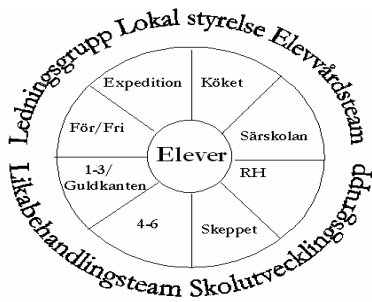 Ledningsgrupp Lokal styrelse Elevvårdsteam
Expedition
Köket
För/Fri
Särskolan
Elever
1-3/
Guldkanten
RH
4-6
Skeppet
Likabehandlingsteam Skolutvecklingsgrupp